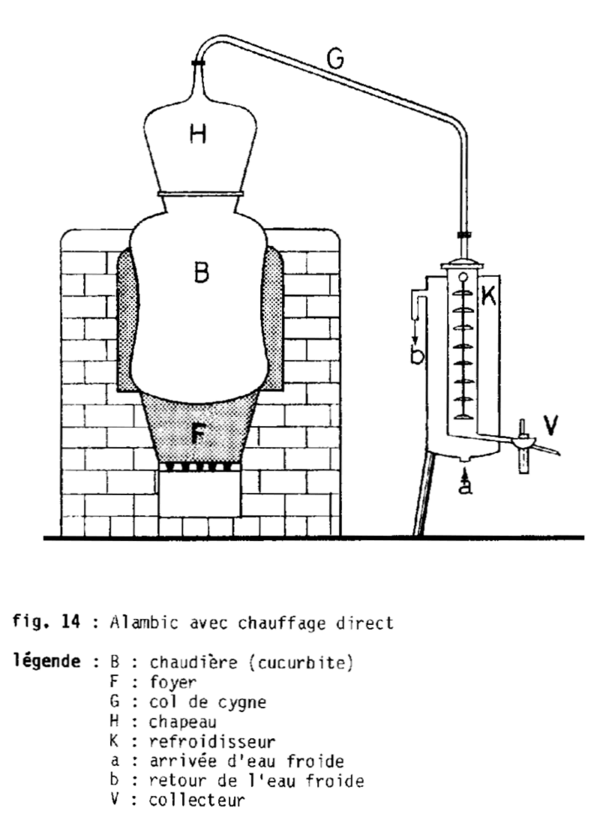 G
H
B
K
b
F
V
a
fig. 14 : Alambic avec chauffage direct
légende : B : chaudière (cucurbite)
F : foyer
G : col de cygne
H : chapeau
K : refroidisseur
a : arrivée d'eau froide
b : retour de l'eau froide
V : collecteur